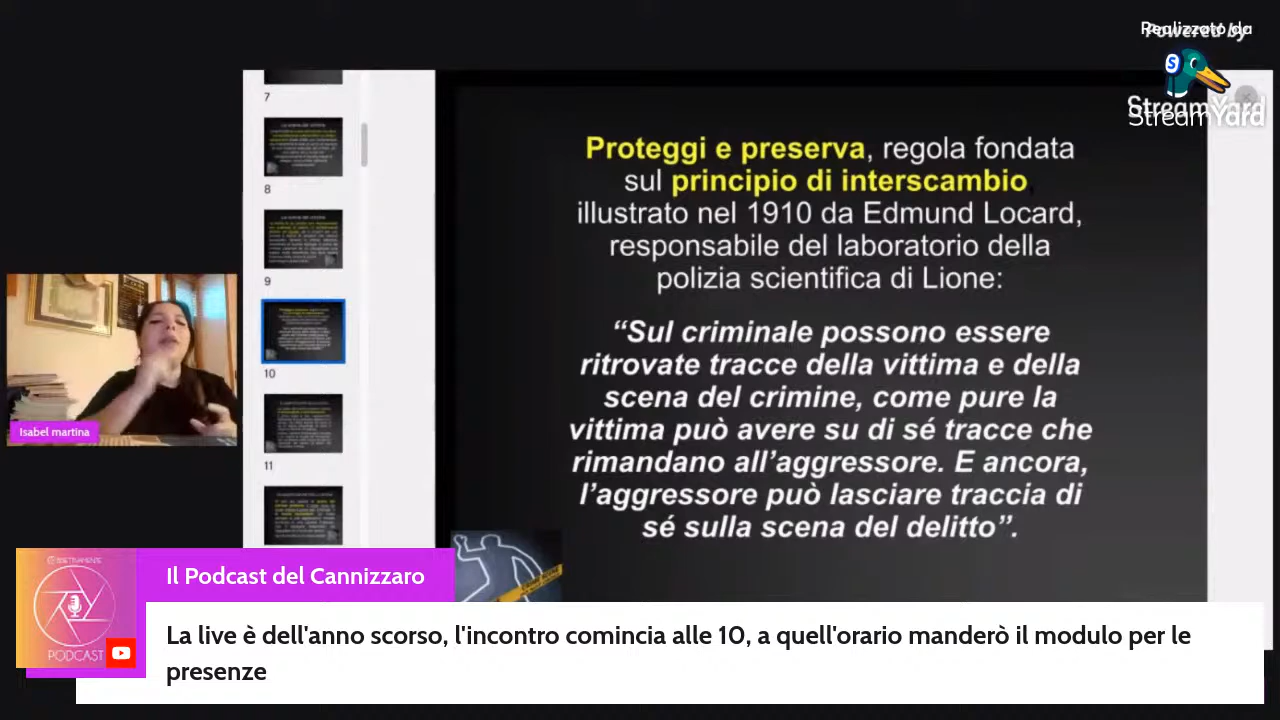 Realizzato da
Powered by
StreamYard
StreamYard
7
8
9
10
11
Proteggi e preserva, regola fondata
sul principio di interscambio
illustrato nel 1910 da Edmund Locard,
responsabile del laboratorio della
polizia scientifica di Lione:
“Sul criminale possono essere
ritrovate tracce della vittima e della
scena del crimine, come pure la
vittima può avere su di sé tracce che
rimandano all’aggressore. E ancora,
l’aggressore può lasciare traccia di
sé sulla scena del delitto”.
Isabel martina
PODCAST
Il Podcast del Cannizzaro
La live è dell'anno scorso, l'incontro comincia alle 10, a quell'orario manderò il modulo per le
presenze